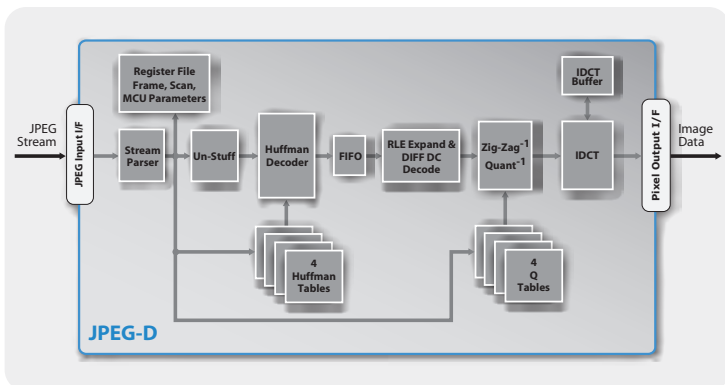 Register File
Frame, Scan,
MCU Parameters
IDCT
Buffer
JPEG
Stream
JPEG Input I/F
Stream
Parser
Un-Stuff
Huffman
Decoder
FIFO
RLE Expand &
DIFF DC
Decode
Zig-Zag-1
Quant-1
IDCT
Pixel Output I/F
Image
Data
4
Huffman
Tables
4
Q
Tables
JPEG-D